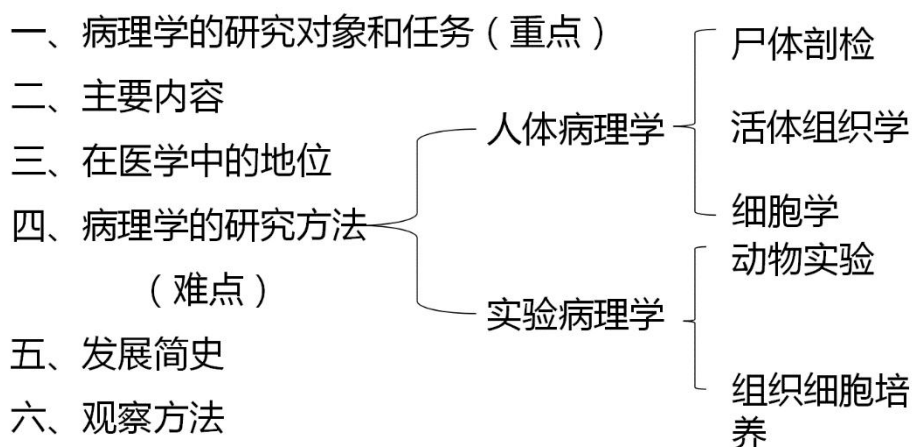 一、病理学的研究对象和任务（重点）
二、主要内容
三、在医学中的地位
四、病理学的研究方法
（难点）
五、发展简史
六、观察方法
人体病理学
尸体剖检
活体组织学
细胞学
实验病理学
动物实验
组织细胞培
养